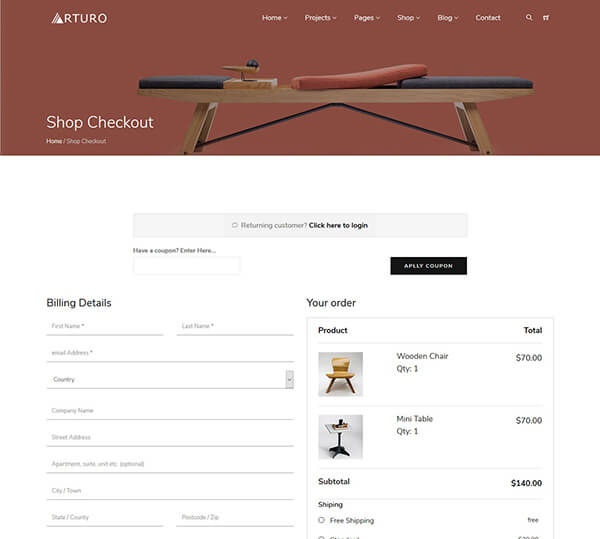 ARTURO
Home Projects Pages Shop Blog Contact
Shop Checkout
Home / Shop Checkout
Returning customer? Click here to login
Have a coupon? Enter Here...
APLLY COUPON
Billing Details
First Name * Last Name *
email Address *
Country
Company Name
Street Address
Apartment, suite, unit etc. (optional)
City / Town
State / County Postcode / Zip
Your order
Product Total
Wooden Chair $70.00
Qty: 1
Mini Table $70.00
Qty: 1
Subtotal $140.00
Shiping
Free Shipping free